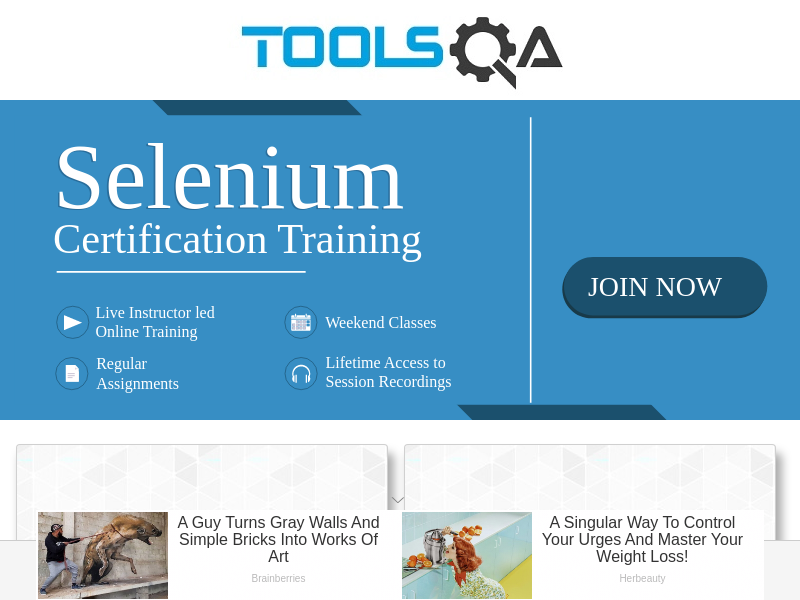 TOOLSQA
Selenium
Certification Training
JOIN NOW
Live Instructor led
Online Training
Weekend Classes
Regular
Assignments
Lifetime Access to
Session Recordings
A Guy Turns Gray Walls And
Simple Bricks Into Works Of
Art
Brainberries
A Singular Way To Control
Your Urges And Master Your
Weight Loss!
Herbeauty